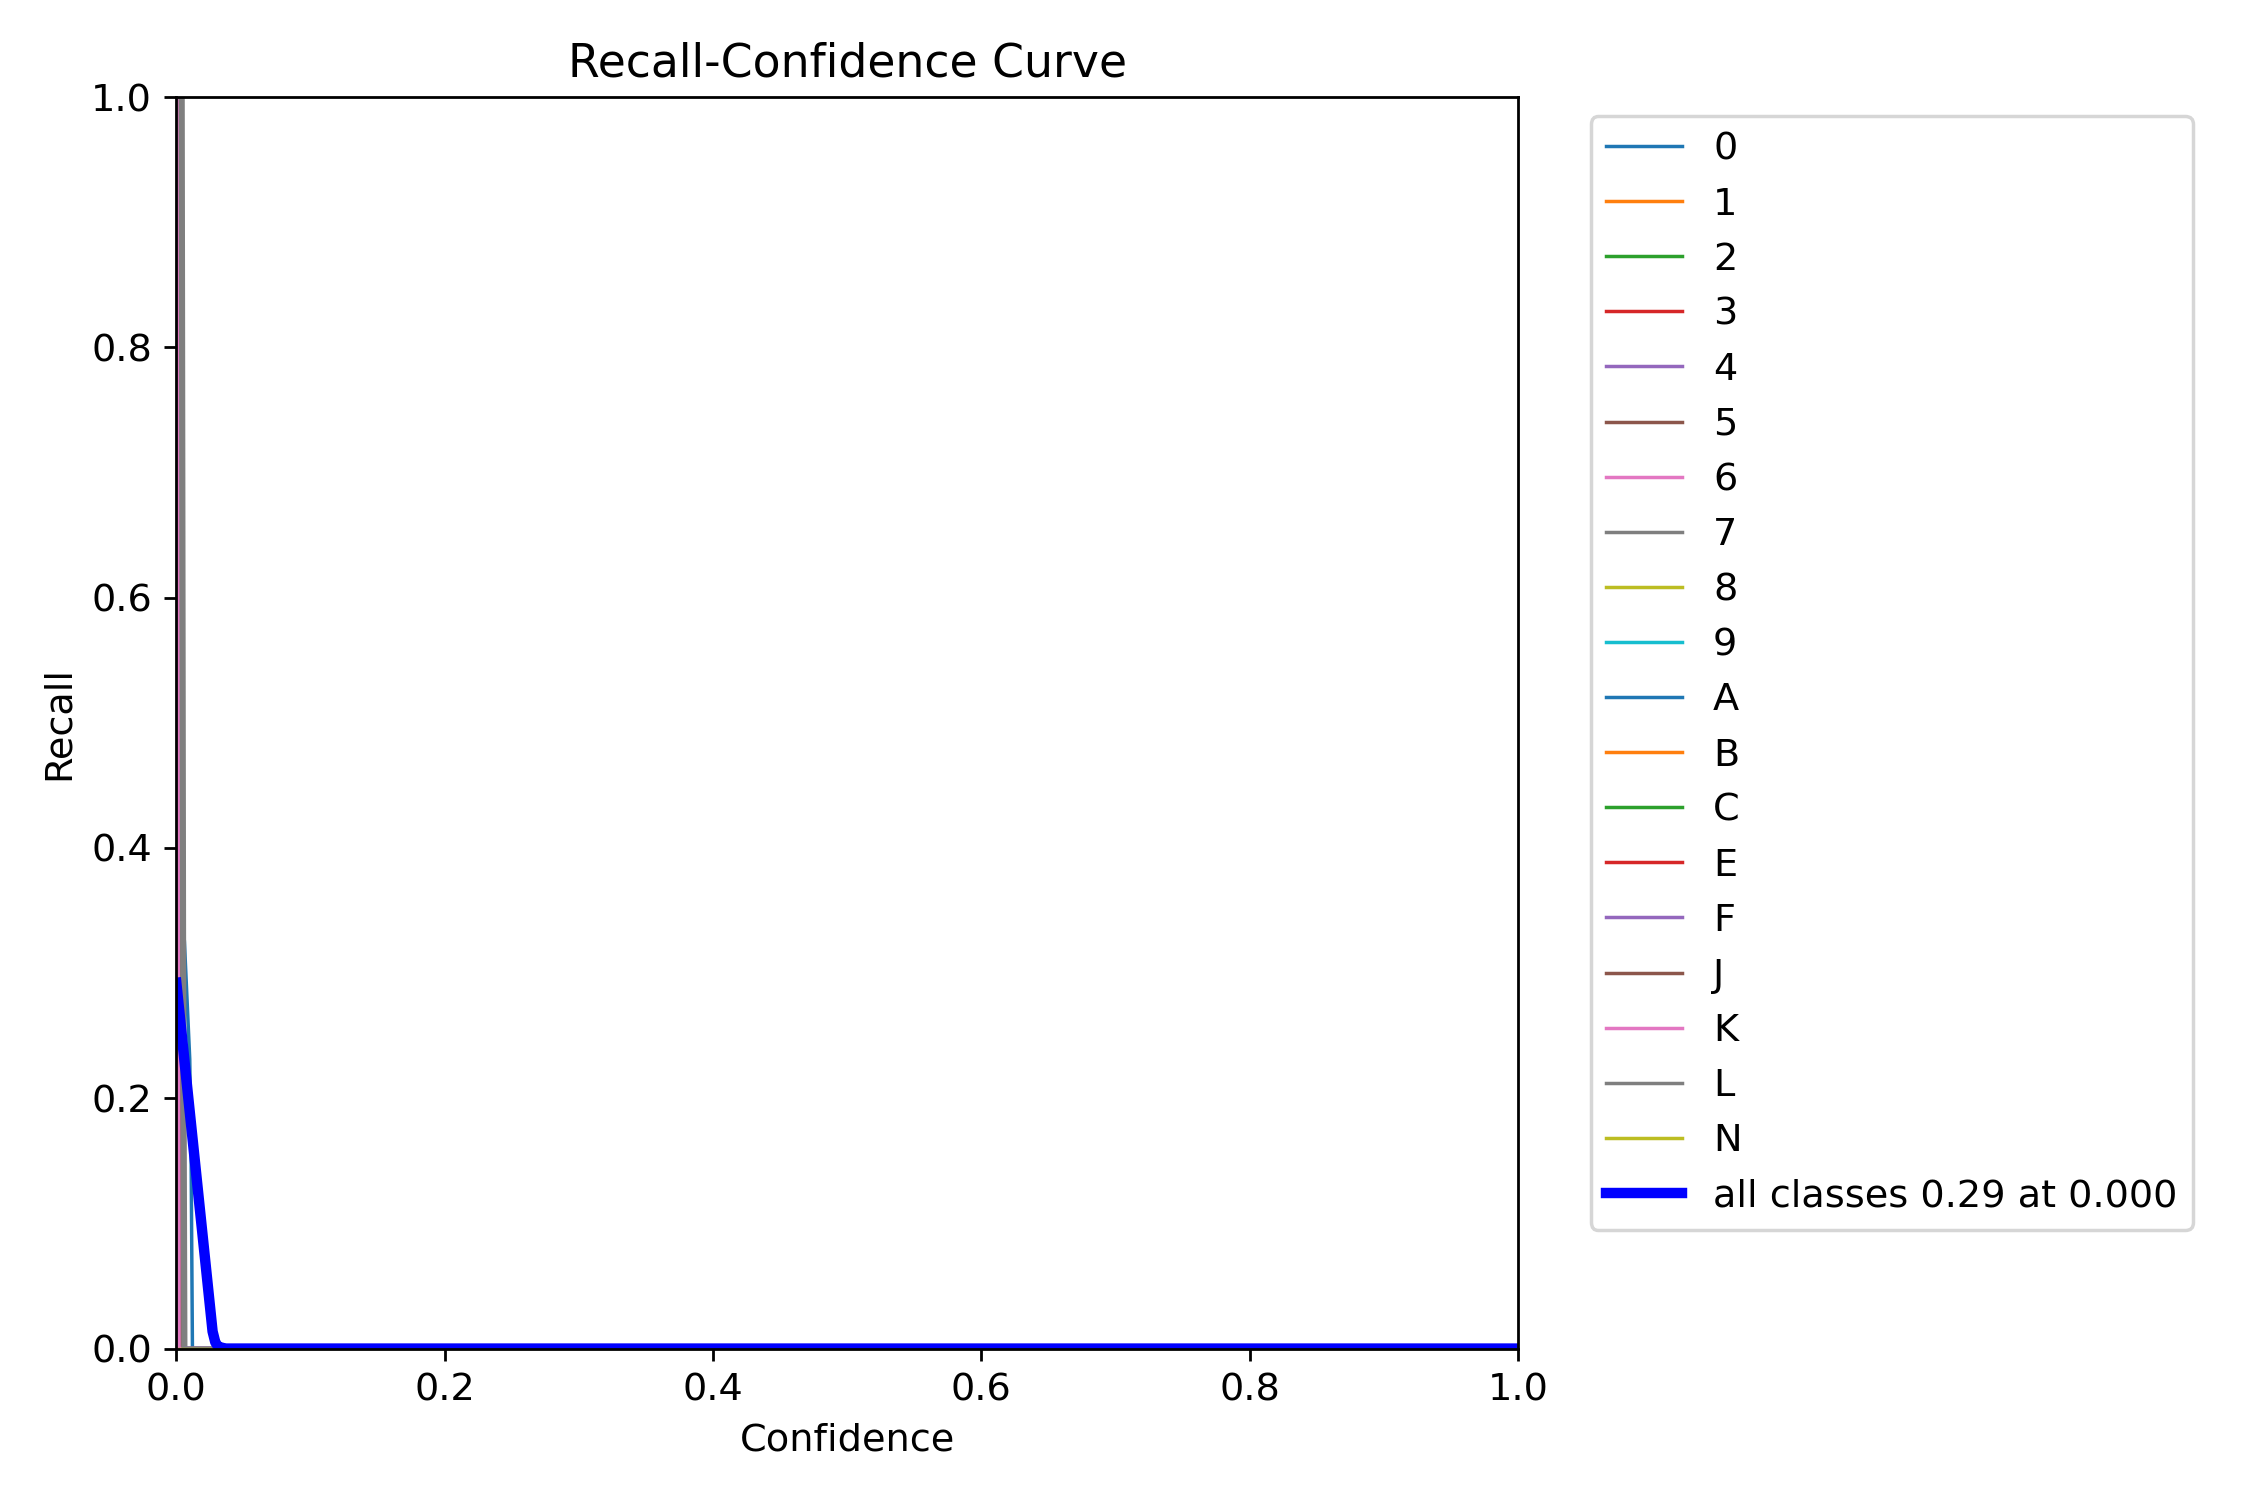 Recall-Confidence Curve
1.0
0.8
0.6
0.4
0.2
0.0
Recall
0.0 0.2 0.4 0.6 0.8 1.0
Confidence
0
1
2
3
4
5
6
7
8
9
A
B
C
E
F
J
K
L
N
all classes 0.29 at 0.000